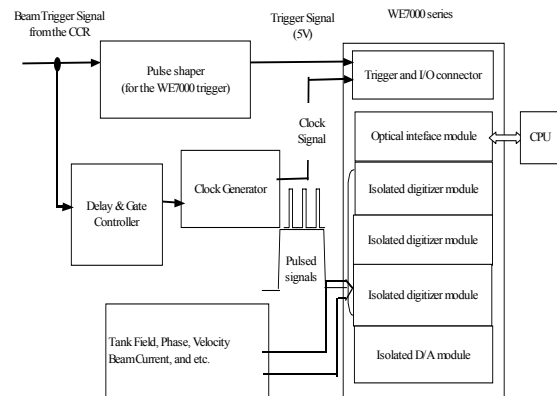 Beam Trigger Signal
from the CCR
Trigger Signal
(5V)
WE7000 series
Pulse shaper
(for the WE7000 trigger)
Trigger and I/O connector
Clock
Signal
Optical inteface module
CPU
Delay & Gate
Controller
Clock Generator
Isolated digitizer module
Isolated digitizer module
Pulsed
signals
Isolated digitizer module
Tank Field, Phase, Velocity
Beam Current, and etc.
Isolated D/A module